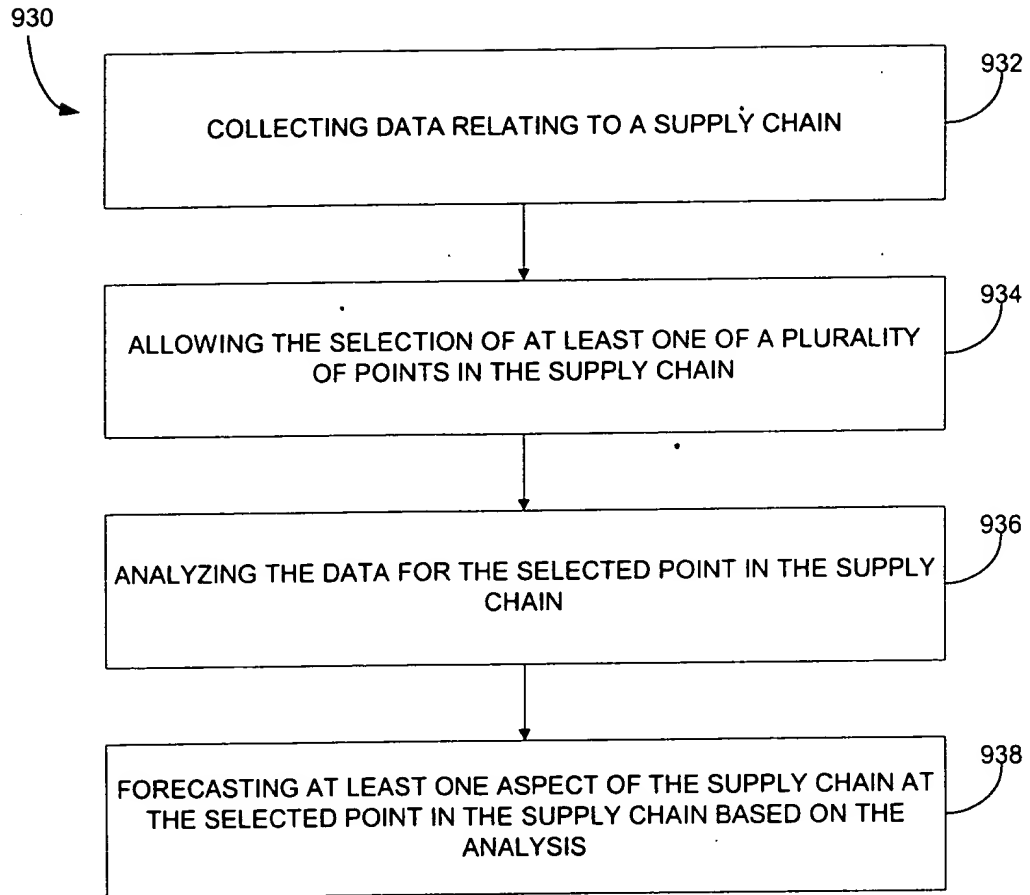 930
932
COLLECTING DATA RELATING TO A SUPPLY CHAIN
934
ALLOWING THE SELECTION OF AT LEAST ONE OF A PLURALITY
OF POINTS IN THE SUPPLY CHAIN
936
ANALYZING THE DATA FOR THE SELECTED POINT IN THE SUPPLY
CHAIN
938
FORECASTING AT LEAST ONE ASPECT OF THE SUPPLY CHAIN AT
THE SELECTED POINT IN THE SUPPLY CHAIN BASED ON THE
ANALYSIS